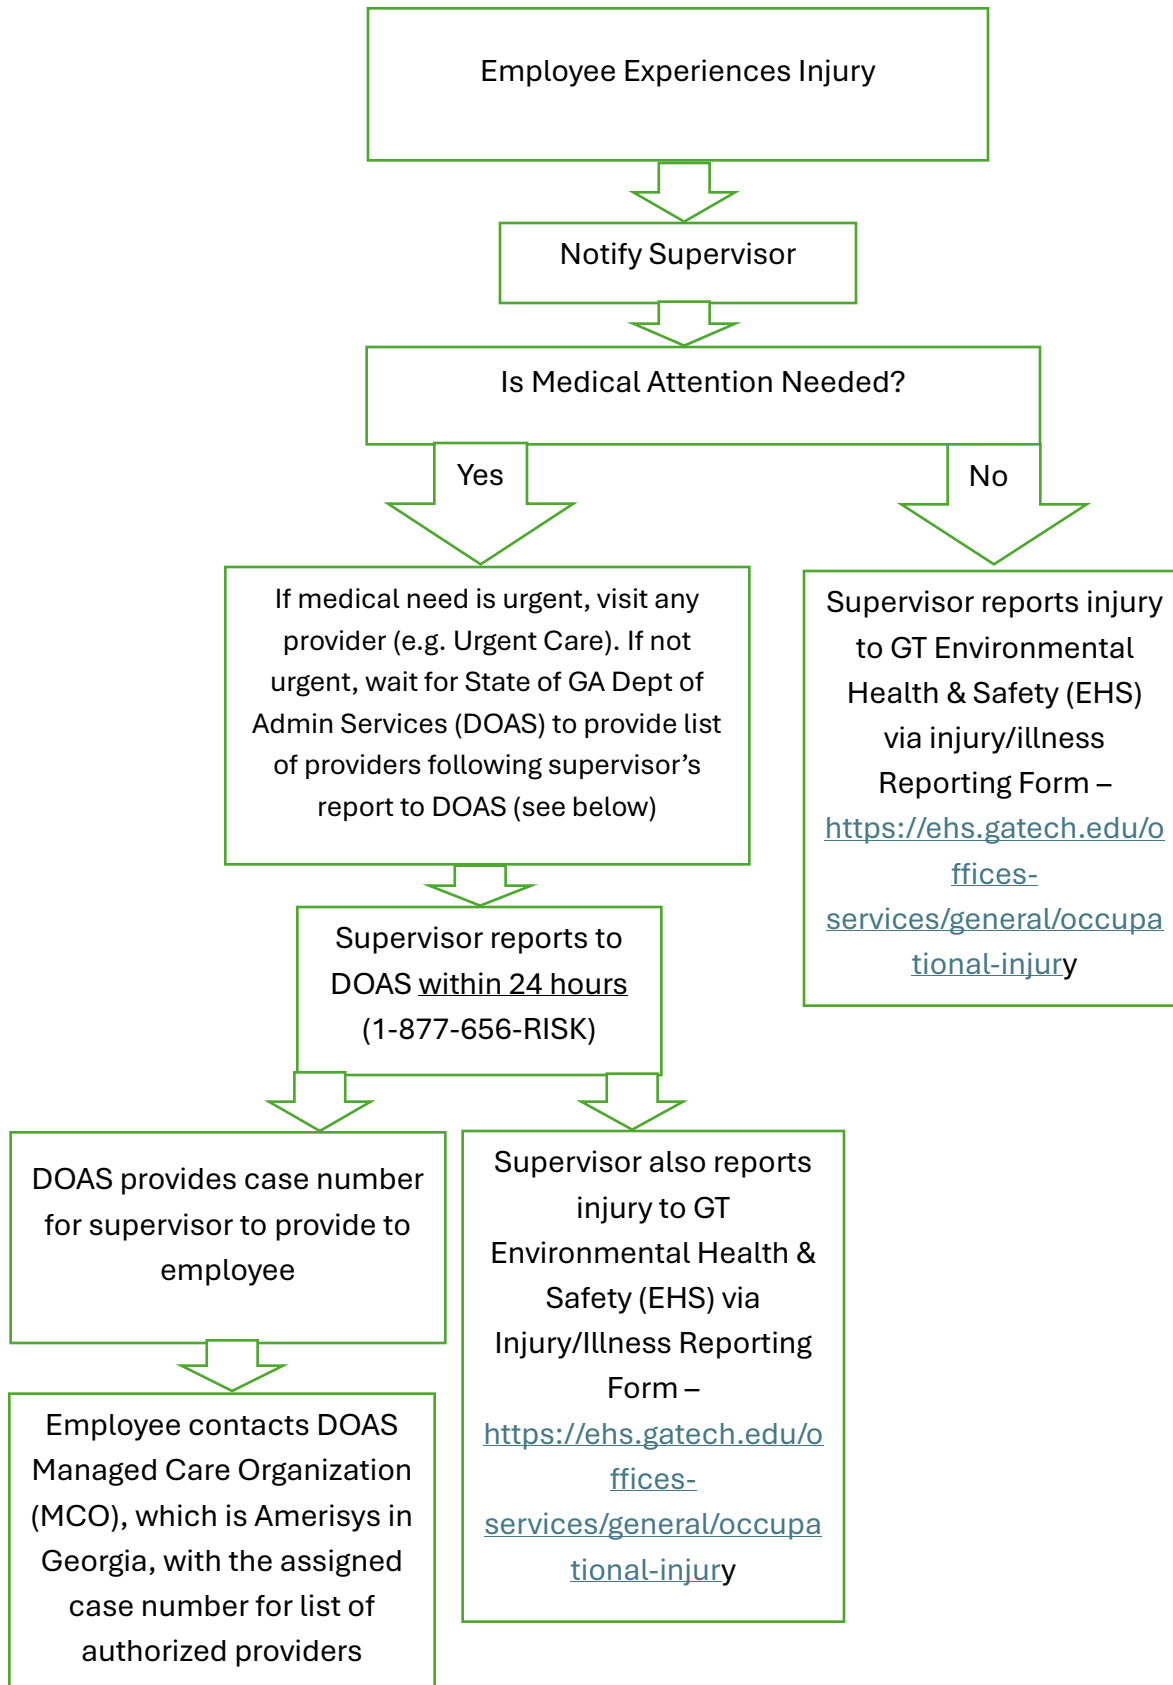 Employee Experiences Injury
Notify Supervisor
Is Medical Attention Needed?
Yes
No
If medical need is urgent, visit any
provider (e.g. Urgent Care). If not
urgent, wait for State of GA Dept of
Admin Services (DOAS) to provide list
of providers following supervisor’s
report to DOAS (see below)
Supervisor reports injury
to GT Environmental
Health & Safety (EHS)
via injury/illness
Reporting Form –
https://ehs.gatech.edu/o
ffices-
services/general/occupa
tional-injury
Supervisor reports to
DOAS within 24 hours
(1-877-656-RISK)
DOAS provides case number
for supervisor to provide to
employee
Supervisor also reports
injury to GT
Environmental Health &
Safety (EHS) via
Injury/Illness Reporting
Form –
https://ehs.gatech.edu/o
ffices-
services/general/occupa
tional-injury
Employee contacts DOAS
Managed Care Organization
(MCO), which is Amerisys in
Georgia, with the assigned
case number for list of
authorized providers